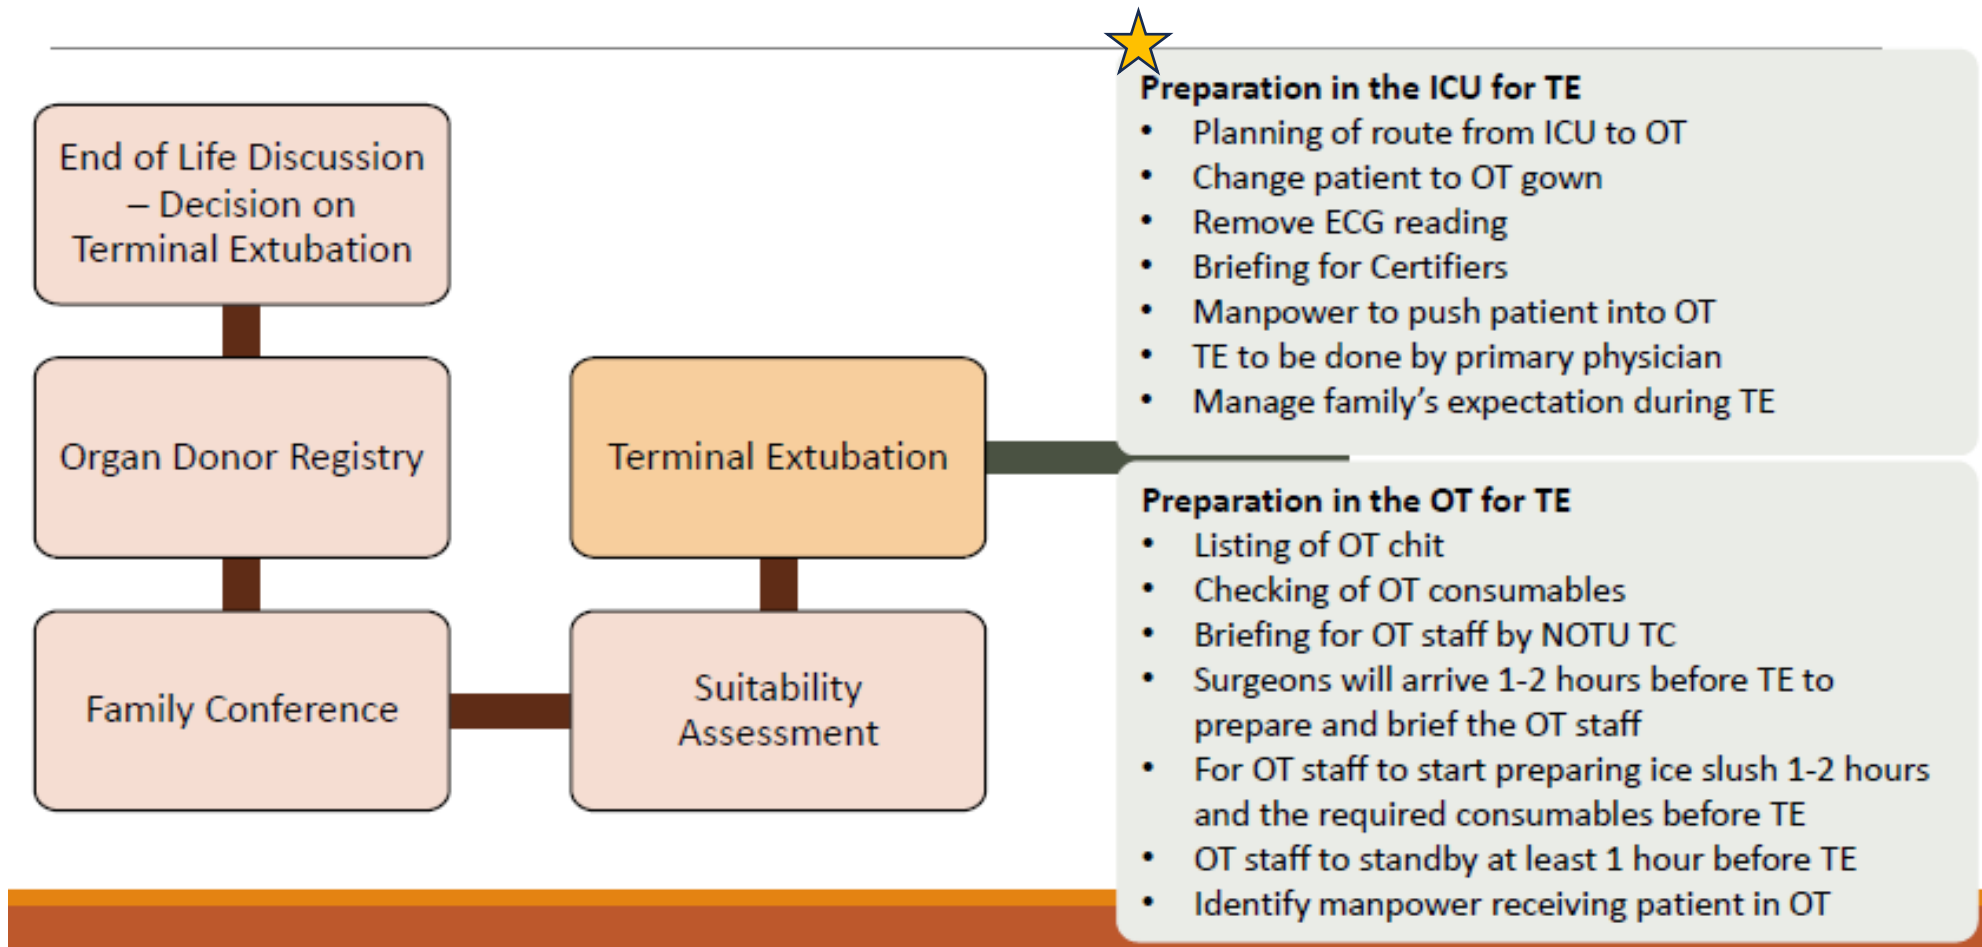 End of Life Discussion
– Decision on
Terminal Extubation
Organ Donor Registry
Family Conference
Suitability
Assessment
Terminal Extubation
Preparation in the ICU for TE
• Planning of route from ICU to OT
• Change patient to OT gown
• Remove ECG reading
• Briefing for Certifiers
• Manpower to push patient into OT
• TE to be done by primary physician
• Manage family’s expectation during TE
Preparation in the OT for TE
• Listing of OT chit
• Checking of OT consumables
• Briefing for OT staff by NOTU TC
• Surgeons will arrive 1-2 hours before TE to
prepare and brief the OT staff
• For OT staff to start preparing ice slush 1-2 hours
and the required consumables before TE
• OT staff to standby at least 1 hour before TE
• Identify manpower receiving patient in OT